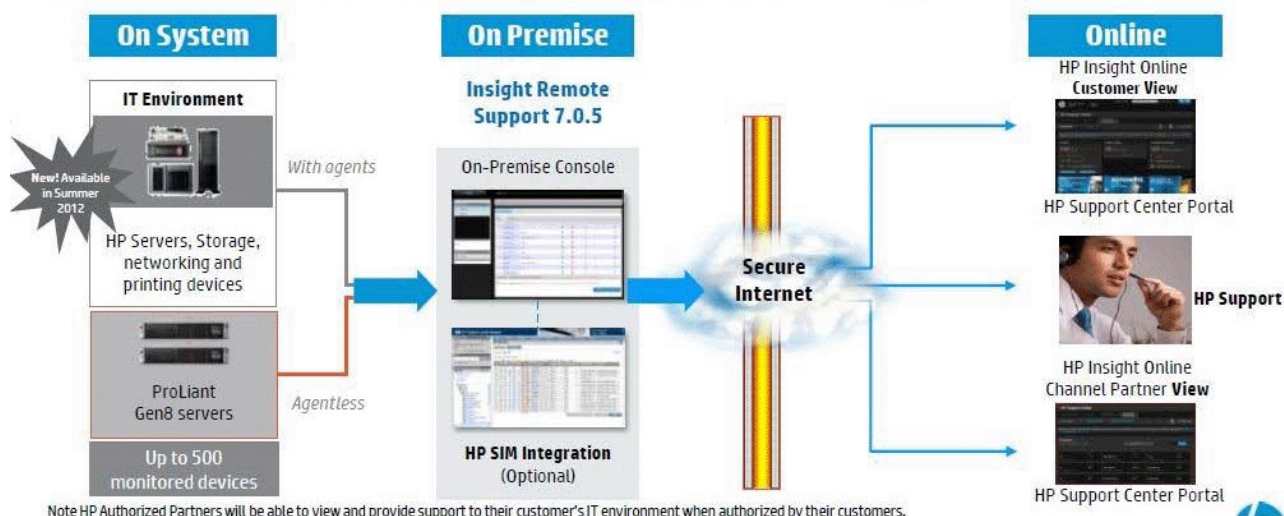 On System
On Premise
Online
IT Environment
New! Available
in Summer
2012
HP Servers, Storage,
networking and
printing devices
ProLiant
Gen8 servers
Up to 500
monitored devices
With agents
Agentless
Insight Remote
Support 7.0.5
On-Premise Console
HP SIM Integration
(Optional)
Secure
Internet
HP Insight Online
Customer View
HP Support Center Portal
HP Support
HP Insight Online
Channel Partner View
HP Support Center Portal
Note HP Authorized Partners will be able to view and provide support to their customer's IT environment when authorized by their customers.